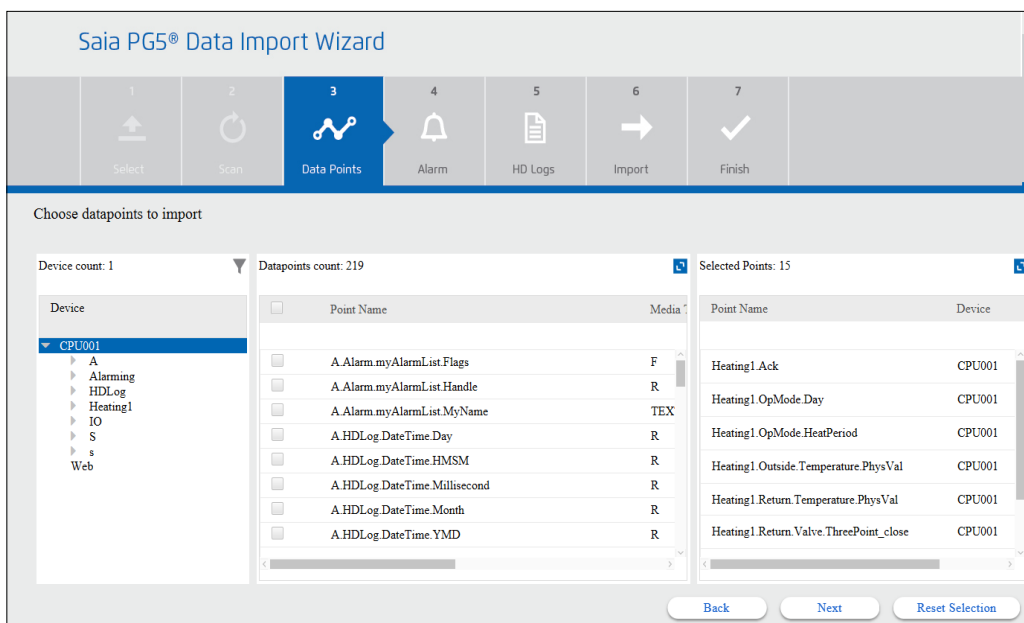 Saia PG5® Data Import Wizard
1 2 3 4 5 6 7
Select Scan Data Points Alarm HD Logs Import Finish
Choose datapoints to import
Device count: 1
Device
CPU001
A
Alarming
HDLog
Heating1
IO
S
s
Web
Datapoints count: 219
Point Name Media
A.Alarm.myAlarmList.Flags F
A.Alarm.myAlarmList.Handle R
A.Alarm.myAlarmList.MyName TEX
A.HDLog.DateTime.Day R
A.HDLog.DateTime.HMSM R
A.HDLog.DateTime.Millisecond R
A.HDLog.DateTime.Month R
A.HDLog.DateTime.YMD R
Selected Points: 15
Point Name Device
Heating1.Ack CPU001
Heating1.OpMode.Day CPU001
Heating1.OpMode.HeatPeriod CPU001
Heating1.Outside.Temperature.PhysVal CPU001
Heating1.Return.Temperature.PhysVal CPU001
Heating1.Return.Valve.ThreePoint_close CPU001
Back Next Reset Selection